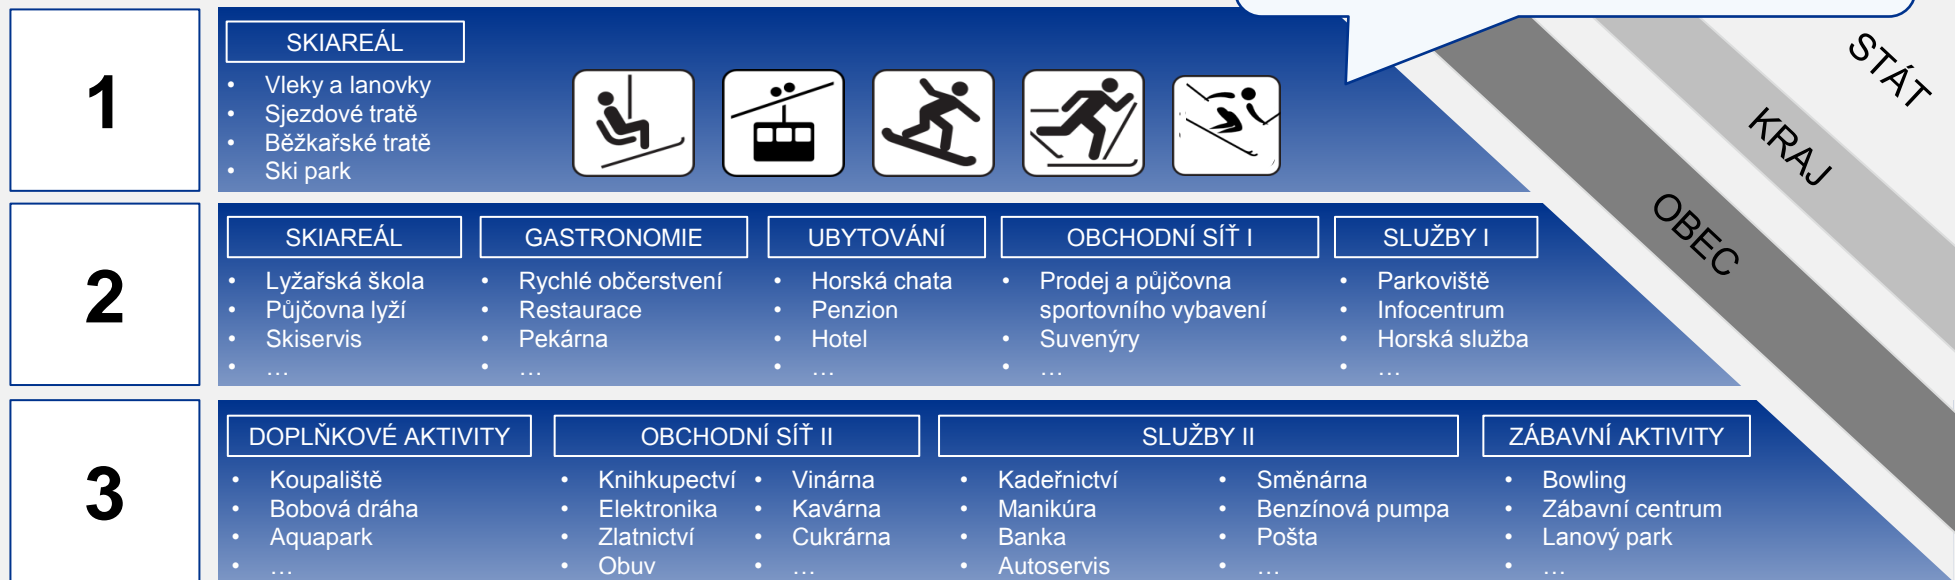 1
SKIAREÁL
• Vleky a lanovky
• Sjezdové tratě
• Běžkařské tratě
• Ski park
STÁT
KRAJ
OBEC
2
SKIAREÁL
• Lyžařská škola
• Půjčovna lyží
• Skiservis
• …
GASTRONOMIE
• Rychlé občerstvení
• Restaurace
• Pekárna
• …
UBYTOVÁNÍ
• Horská chata
• Penzion
• Hotel
• …
OBCHODNÍ SÍŤ I
• Prodej a půjčovna
sportovního vybavení
• Suvenýry
• …
SLUŽBY I
• Parkoviště
• Infocentrum
• Horská služba
• …
3
DOPLŇKOVÉ AKTIVITY
• Koupaliště
• Bobová dráha
• Aquapark
• …
OBCHODNÍ SÍŤ II
• Knihkupectví
• Elektronika
• Zlatnictví
• Obuv
• Vinárna
• Kavárna
• Cukrárna
• …
SLUŽBY II
• Kadeřnictví
• Manikúra
• Banka
• Autoservis
• Směnárna
• Benzínová pumpa
• Pošta
• …
ZÁBAVNÍ AKTIVITY
• Bowling
• Zábavní centrum
• Lanový park
• …